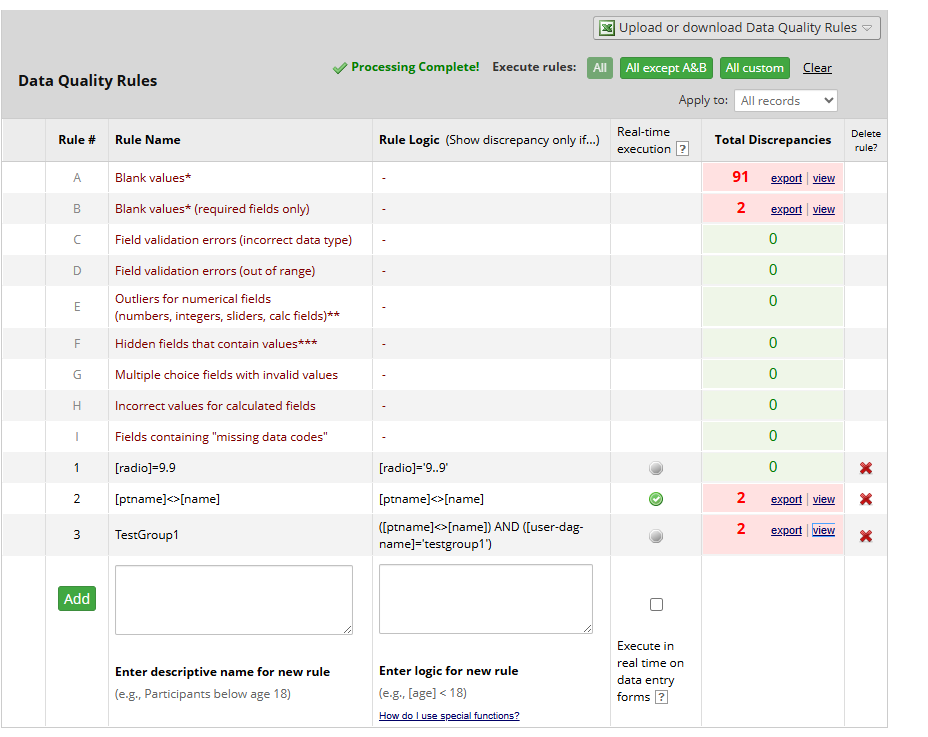 Upload or download Data Quality Rules
Data Quality Rules
Processing Complete! Execute rules: All All except A&B All custom Clear
Apply to: All records
Rule # Rule Name Rule Logic (Show discrepancy only if...) Real-time execution ? Total Discrepancies Delete rule?
A Blank values* - 91 export | view
B Blank values* (required fields only) - 2 export | view
C Field validation errors (incorrect data type) - 0
D Field validation errors (out of range) - 0
E Outliers for numerical fields
(numbers, integers, sliders, calc fields)** - 0
F Hidden fields that contain values*** - 0
G Multiple choice fields with invalid values - 0
H Incorrect values for calculated fields - 0
I Fields containing "missing data codes" - 0
1 [radio]=9.9 [radio]='9..9' 0
2 [ptname]<>[name] [ptname]<>[name] 2 export | view
3 TestGroup1 ([ptname]<>[name]) AND ([user-dag-
name]='testgroup1') 2 export | view
Add
Enter descriptive name for new rule
(e.g., Participants below age 18)
Enter logic for new rule
(e.g., [age] < 18)
How do I use special functions?
Execute in
real time on
data entry
forms ?